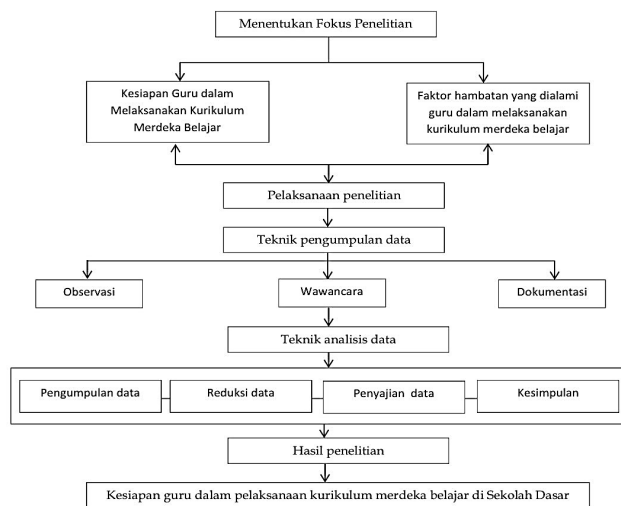 Menentukan Fokus Penelitian
Kesiapan Guru dalam
Melaksanakan Kurikulum
Merdeka Belajar
Faktor hambatan yang dialami
guru dalam melaksanakan
kurikulum merdeka belajar
Pelaksanaan penelitian
Teknik pengumpulan data
Observasi
Wawancara
Dokumentasi
Teknik analisis data
Pengumpulan data
Reduksi data
Penyajian data
Kesimpulan
Hasil penelitian
Kesiapan guru dalam pelaksanaan kurikulum merdeka belajar di Sekolah Dasar